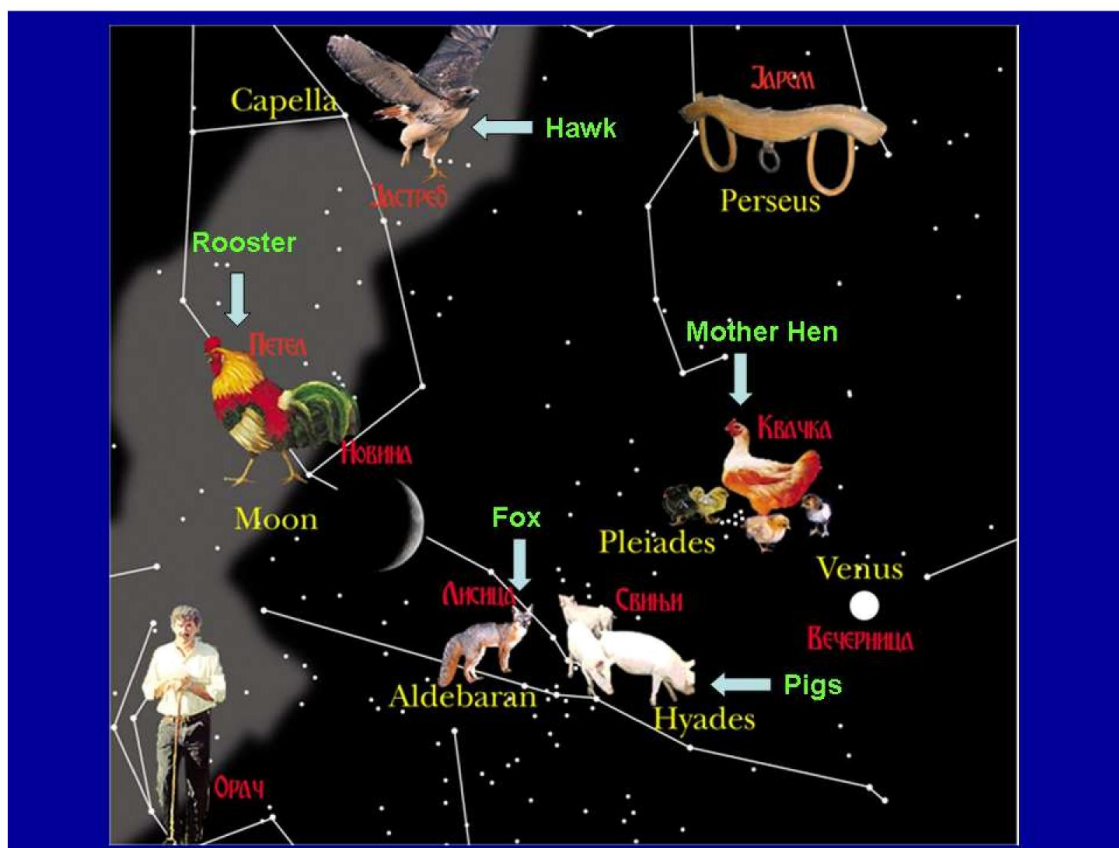 Јарем
Capella
Hawk
Јастреб
Perseus
Rooster
Mother Hen
Петел
Квачка
Новина
Moon
Fox
Pleiades
Venus
Лисица
Свињи
Вечерница
Aldebaran
Pigs
Hyades
Орач